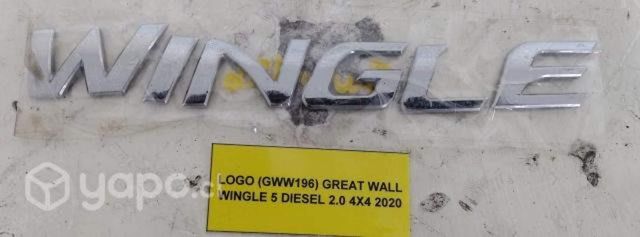 WINGLE
LOGO (GWW196) GREAT WALL
WINGLE 5 DIESEL 2.0 4X4 2020
yapo.cl